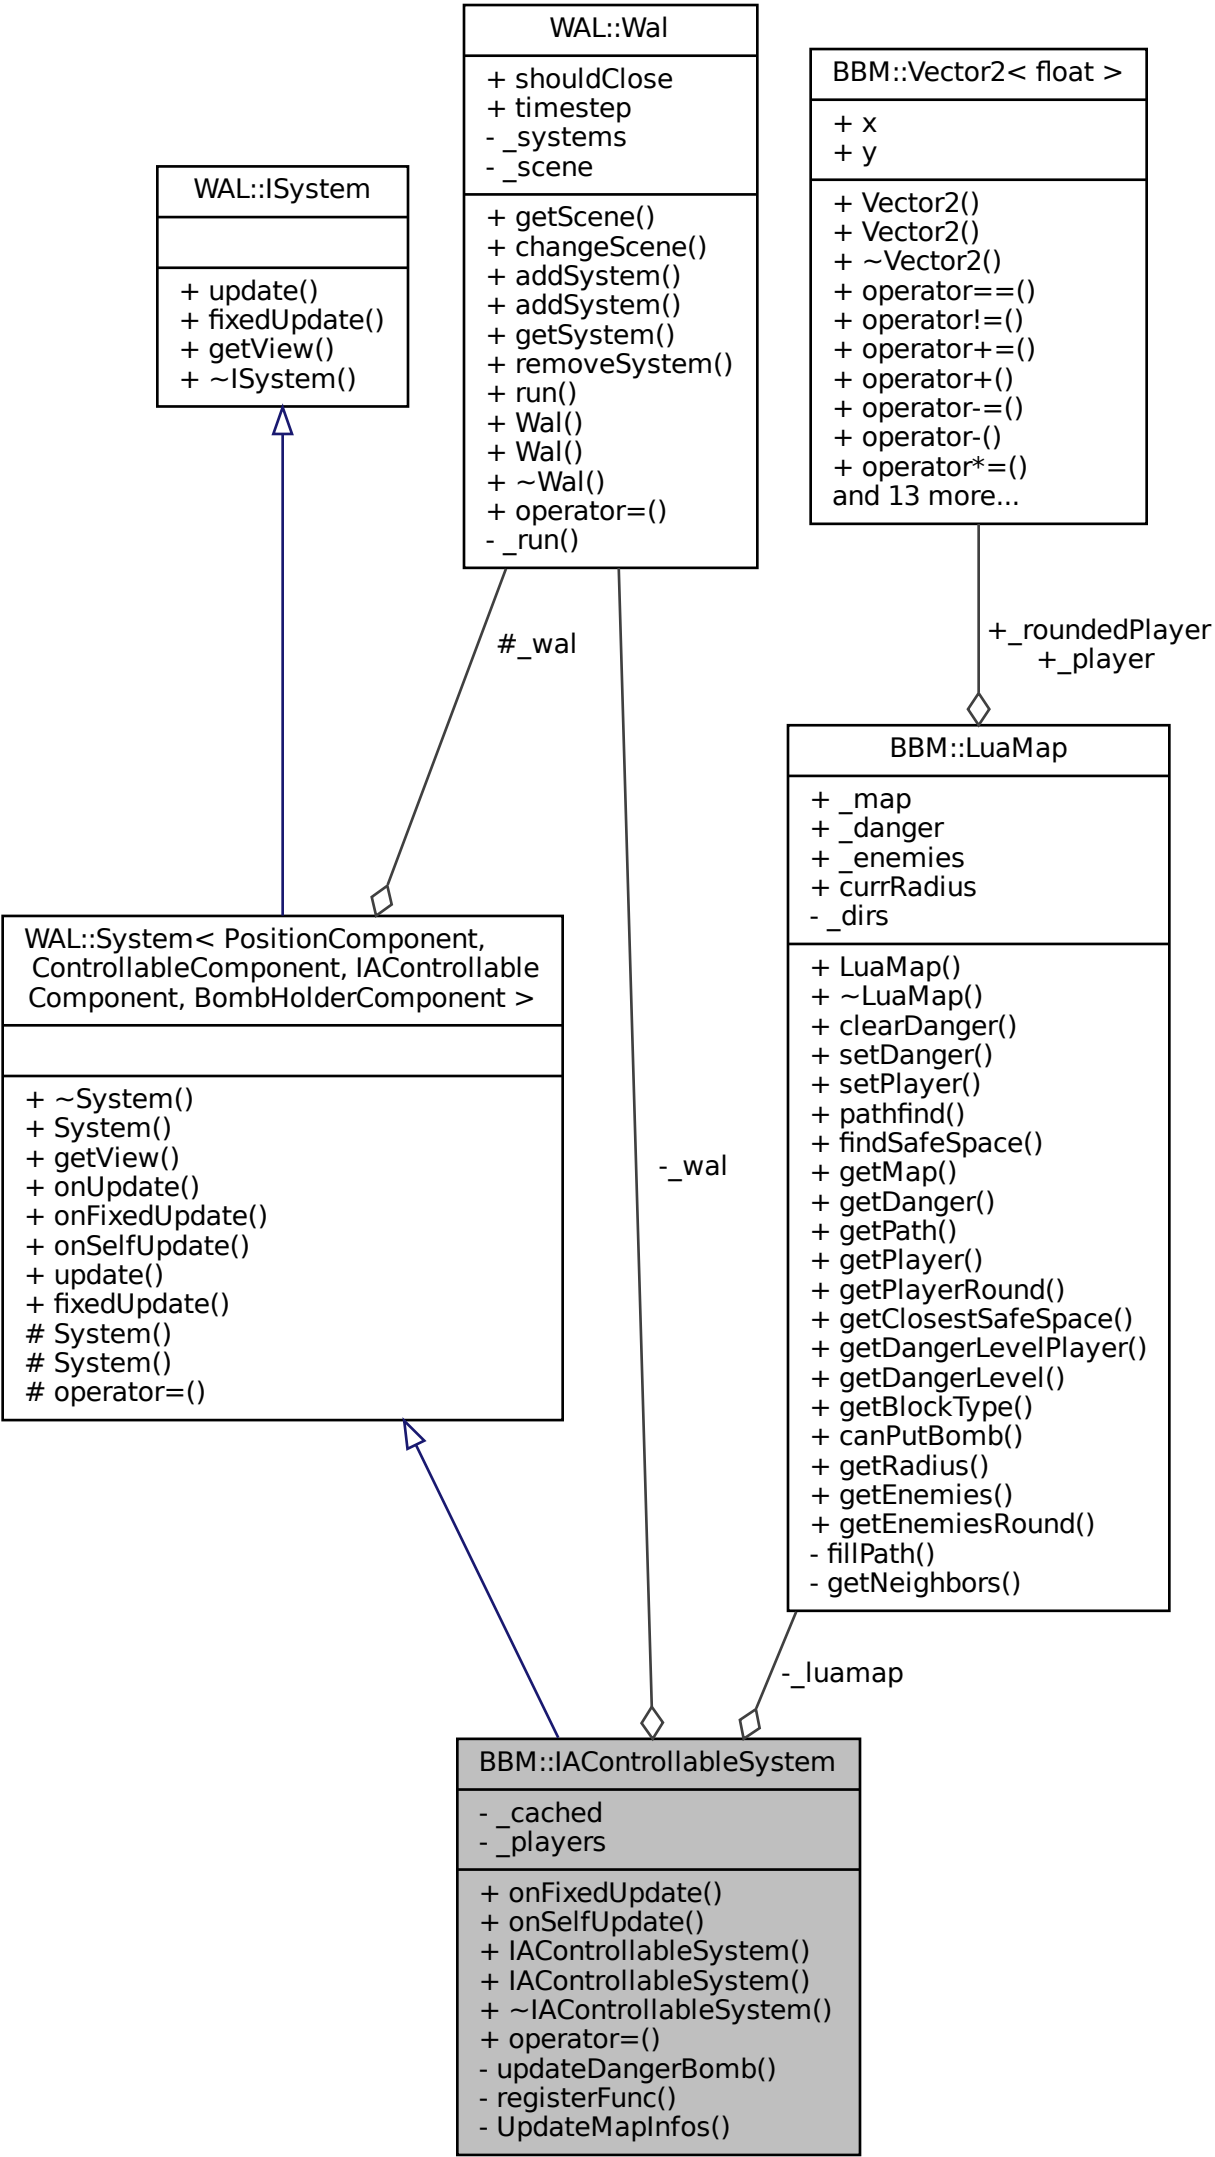 WAL::Wal
+ shouldClose
+ timestep
- _systems
- _scene
+ getScene()
+ changeScene()
+ addSystem()
+ addSystem()
+ getSystem()
+ removeSystem()
+ run()
+ Wal()
+ Wal()
+ ~Wal()
+ operator=()
- _run()
BBM::Vector2< float >
+ x
+ y
+ Vector2()
+ Vector2()
+ ~Vector2()
+ operator==()
+ operator!=()
+ operator+=()
+ operator+()
+ operator-=()
+ operator-()
+ operator*=()
and 13 more...
WAL::ISystem
+ update()
+ fixedUpdate()
+ getView()
+ ~ISystem()
#_wal
+_roundedPlayer
+_player
BBM::LuaMap
+ _map
+ _danger
+ _enemies
+ currRadius
- _dirs
+ LuaMap()
+ ~LuaMap()
+ clearDanger()
+ setDanger()
+ setPlayer()
+ pathfind()
+ findSafeSpace()
+ getMap()
+ getDanger()
+ getPath()
+ getPlayer()
+ getPlayerRound()
+ getClosestSafeSpace()
+ getDangerLevelPlayer()
+ getDangerLevel()
+ getBlockType()
+ canPutBomb()
+ getRadius()
+ getEnemies()
+ getEnemiesRound()
- fillPath()
- getNeighbors()
WAL::System< PositionComponent,
ControllableComponent, IAControllable
Component, BombHolderComponent >
+ ~System()
+ System()
+ getView()
+ onUpdate()
+ onFixedUpdate()
+ onSelfUpdate()
+ update()
+ fixedUpdate()
# System()
# System()
# operator=()
-_wal
-_luamap
BBM::IAControllableSystem
- _cached
- _players
+ onFixedUpdate()
+ onSelfUpdate()
+ IAControllableSystem()
+ IAControllableSystem()
+ ~IAControllableSystem()
+ operator=()
- updateDangerBomb()
- registerFunc()
- UpdateMapInfos()